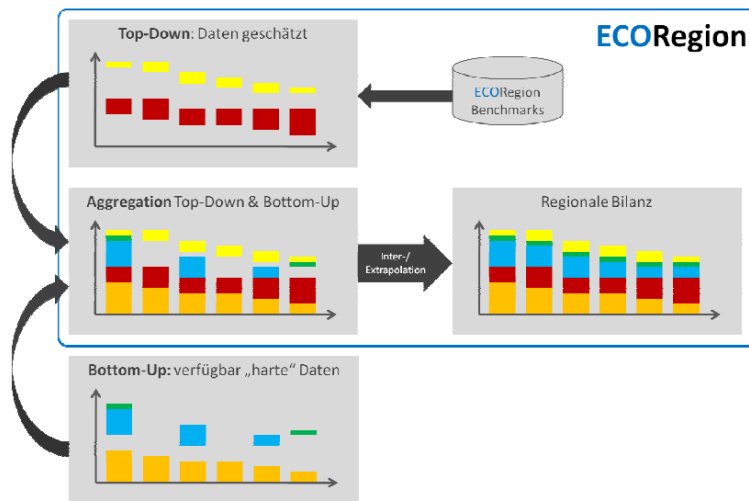 ECORegion
Top-Down: Daten geschätzt
ECORegion
Benchmarks
Aggregation Top-Down & Bottom-Up
Regionale Bilanz
Inter-/
Extrapolation
Bottom-Up: verfügbar „harte“ Daten